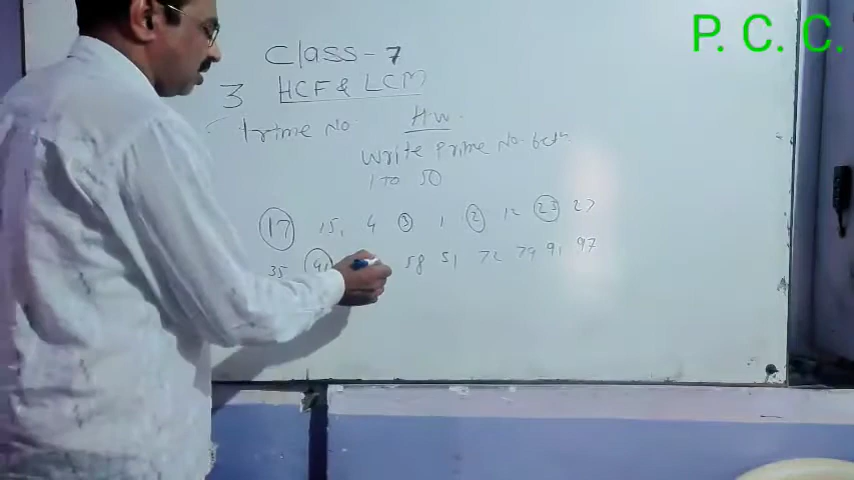 P. C. C.
Class-7
3 HCF & LCM
Prime No. H.W.
Write Prime No. betn
1 to 50
17 15, 4 3 1 2 12 23 27
35 41 58 51 72 79 91 97